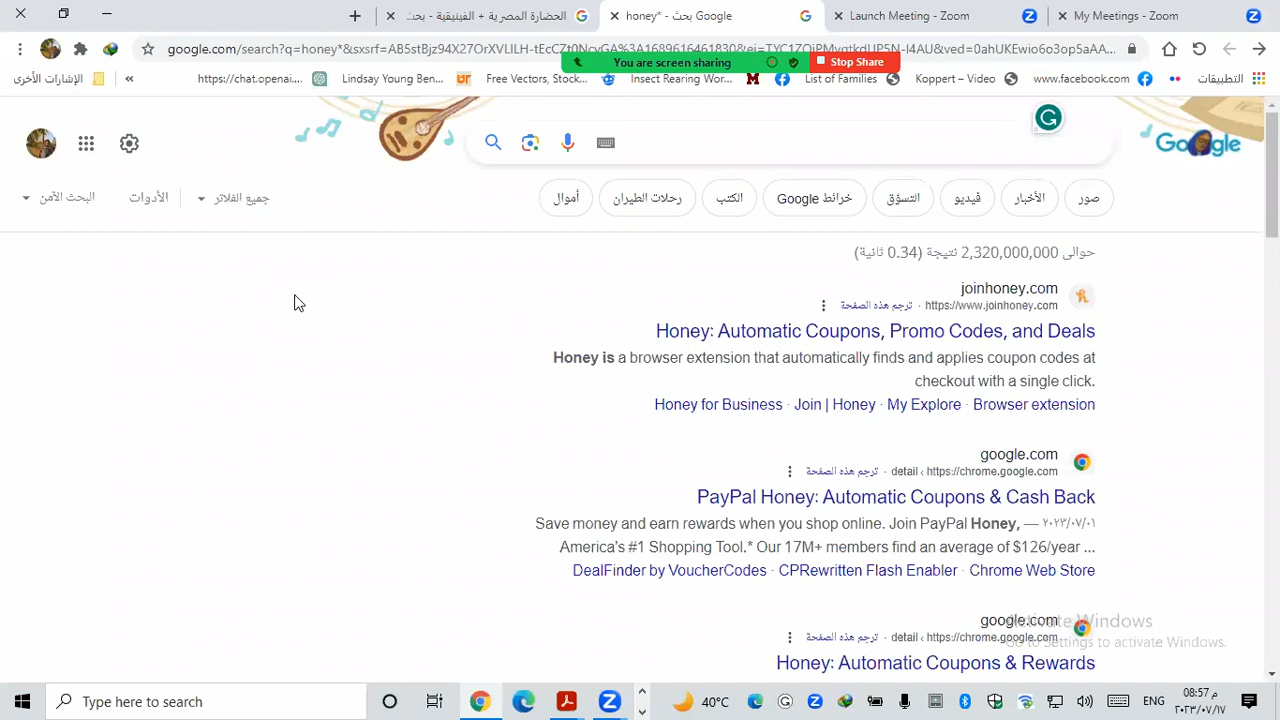 الحضارة المصرية + الفينيقية - بحث
honey* - بحث Google
Launch Meeting - Zoom
My Meetings - Zoom
google.com/search?q=honey*
You are screen sharing
Stop Share
الإشارات الأخرى
»
https://chat.openai...
Lindsay Young Ben...
Free Vectors, Stock...
Insect Rearing Wor...
List of Families
Koppert – Video
www.facebook.com
التطبيقات
Google
صور
الأخبار
فيديو
التسوّق
خرائط Google
الكتب
رحلات الطيران
أموال
جميع الفلاتر
الأدوات
البحث الآمن
حوالى 2,320,000,000 نتيجة (0.34 ثانية)
joinhoney.com
https://www.joinhoney.com · ترجم هذه الصفحة
Honey: Automatic Coupons, Promo Codes, and Deals
Honey is a browser extension that automatically finds and applies coupon codes at
checkout with a single click.
Honey for Business · Join | Honey · My Explore · Browser extension
google.com
https://chrome.google.com › detail · ترجم هذه الصفحة
PayPal Honey: Automatic Coupons & Cash Back
Save money and earn rewards when you shop online. Join PayPal Honey, — ٢٠٢٣/٠٧/٠١
America's #1 Shopping Tool.* Our 17M+ members find an average of $126/year ...
DealFinder by VoucherCodes · CPRewritten Flash Enabler · Chrome Web Store
google.com
https://chrome.google.com › detail · ترجم هذه الصفحة
Honey: Automatic Coupons & Rewards
Activate Windows
Go to Settings to activate Windows.
Type here to search
40°C
ENG
08:57 م
٢٠٢٣/٠٧/١٧